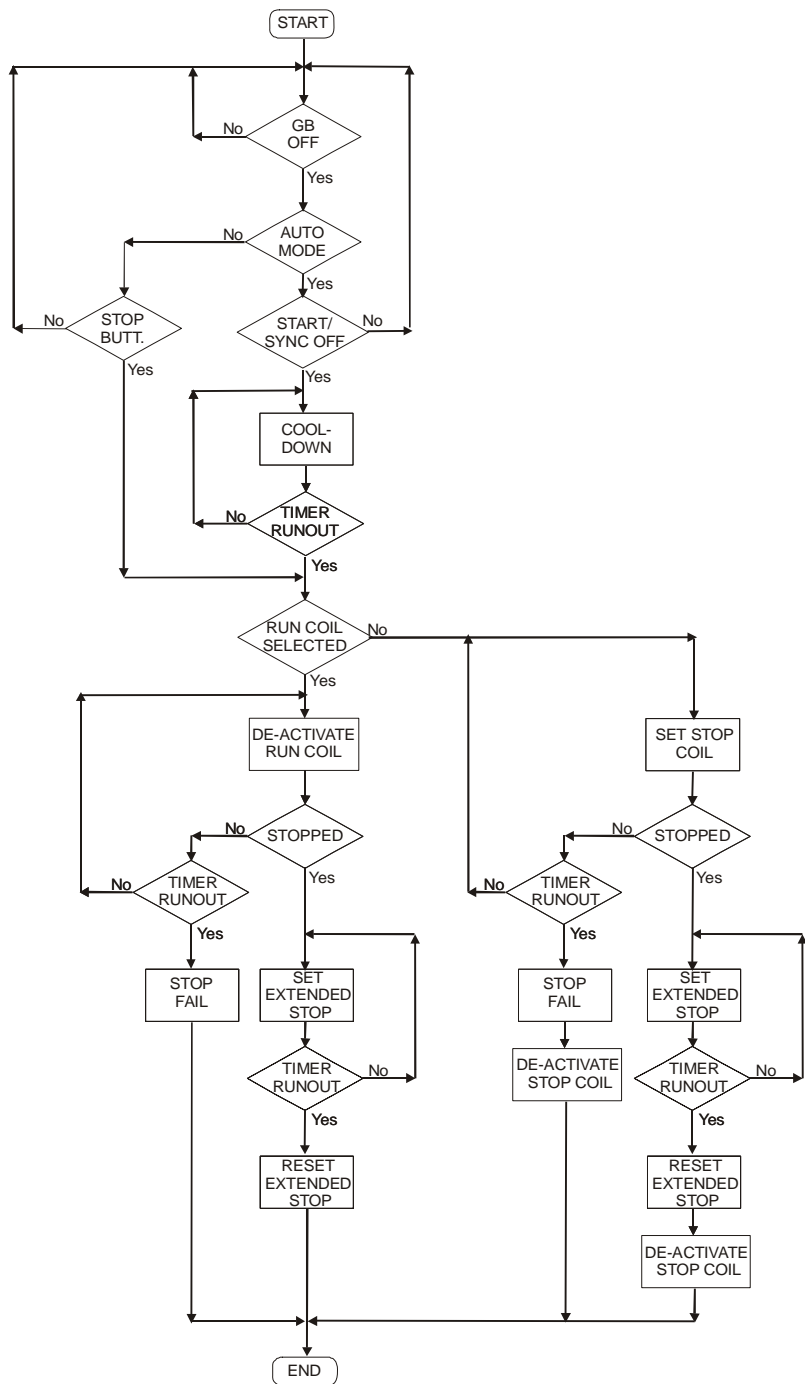 START
GB
OFF
No
Yes
AUTO
MODE
No
Yes
STOP
BUTT.
No
Yes
START/
SYNC OFF
No
Yes
COOL-
DOWN
TIMER
RUNOUT
No
Yes
RUN COIL
SELECTED
No
Yes
DE-ACTIVATE
RUN COIL
SET STOP
COIL
STOPPED
No
Yes
STOPPED
No
Yes
TIMER
RUNOUT
No
Yes
TIMER
RUNOUT
No
Yes
STOP
FAIL
SET
EXTENDED
STOP
STOP
FAIL
SET
EXTENDED
STOP
TIMER
RUNOUT
No
Yes
DE-ACTIVATE
STOP COIL
TIMER
RUNOUT
No
Yes
RESET
EXTENDED
STOP
RESET
EXTENDED
STOP
DE-ACTIVATE
STOP COIL
END